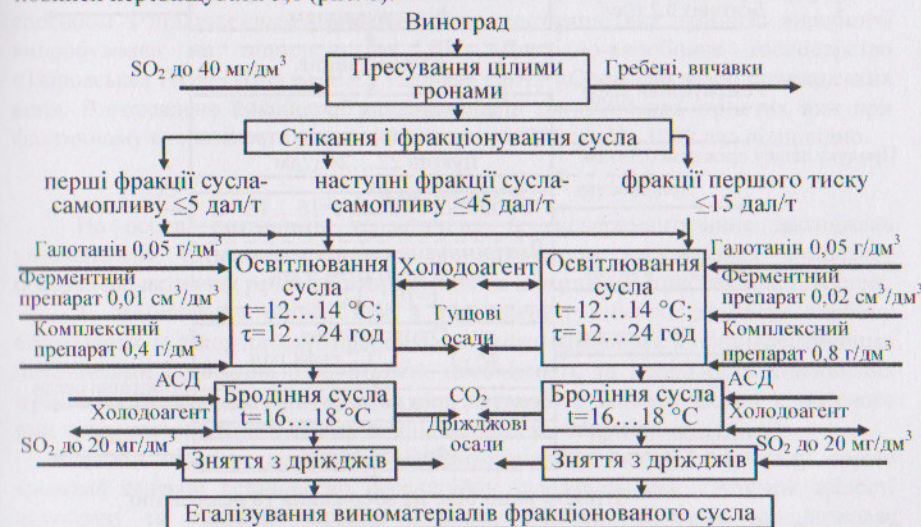 Виноград
SO2 до 40 мг/дм³
Пресування цілими
гронами
Гребені, вичавки
Стікання і фракціонування сусла
перші фракції сусла-
самопливу ≤5 дал/т
наступні фракції сусла-
самопливу ≤45 дал/т
фракції першого тиску
≤15 дал/т
Галотанін 0,05 г/дм³
Ферментний
препарат 0,01 см³/дм³
Комплексний
препарат 0,4 г/дм³
Освітлювання
сусла
t=12…14 °C;
τ=12…24 год
Холодоагент
Гущові
осади
Освітлювання
сусла
t=12…14 °C;
τ=12…24 год
Галотанін 0,05 г/дм³
Ферментний
препарат 0,02 см³/дм³
Комплексний
препарат 0,8 г/дм³
АСД
Холодоагент
SO2 до 20 мг/дм³
Бродіння сусла
t=16…18 °C
CO2
Дріжджові
осади
Бродіння сусла
t=16…18 °C
АСД
Холодоагент
SO2 до 20 мг/дм³
Зняття з дріжджів
Зняття з дріжджів
Егалізування виноматеріалів фракціонованого сусла